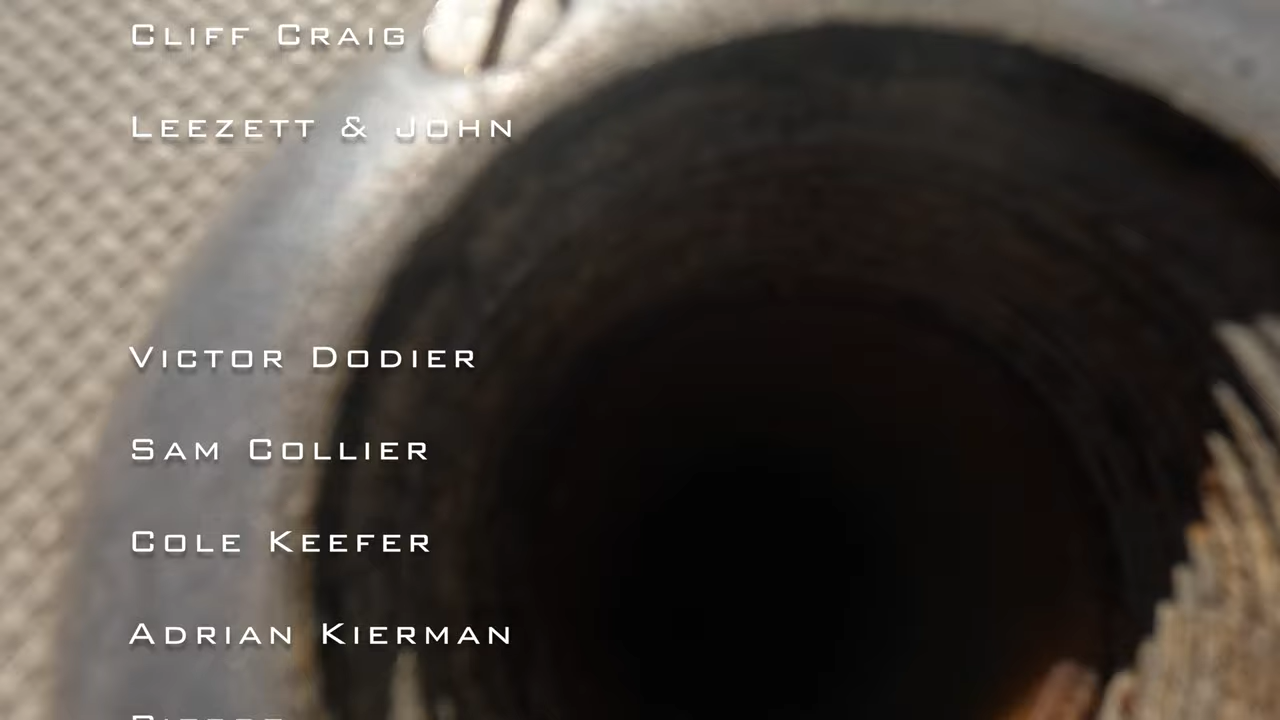 Cliff Craig
Leezett & John
Victor Dodier
Sam Collier
Cole Keefer
Adrian Kierman